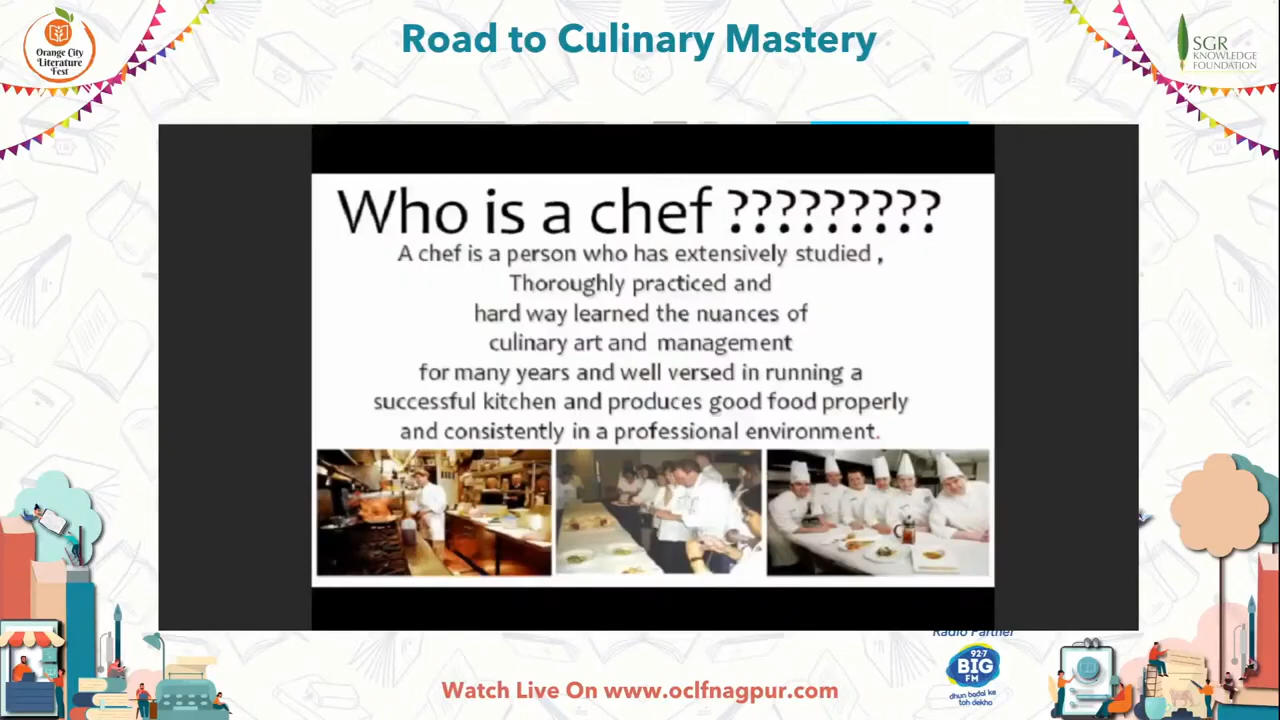 Orange City
Literature
Fest
Road to Culinary Mastery
SGR
KNOWLEDGE
FOUNDATION
Who is a chef ?????????
A chef is a person who has extensively studied ,
Thoroughly practiced and
hard way learned the nuances of
culinary art and management
for many years and well versed in running a
successful kitchen and produces good food properly
and consistently in a professional environment.
Radio Partner
92.7
BIG
FM
dhun badal ke
toh dekho
Watch Live On www.oclfnagpur.com